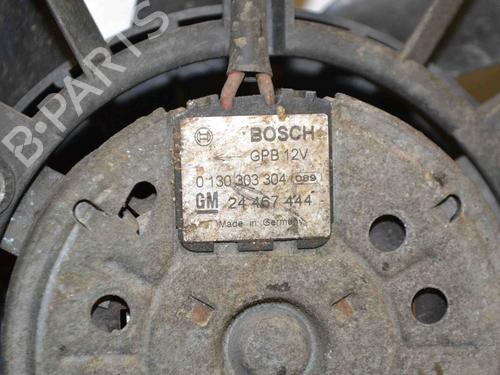 BOSCH
← GPB 12V
0 130 303 304 (089)
GM 24 467 444
Made in Germany
B-PARTS